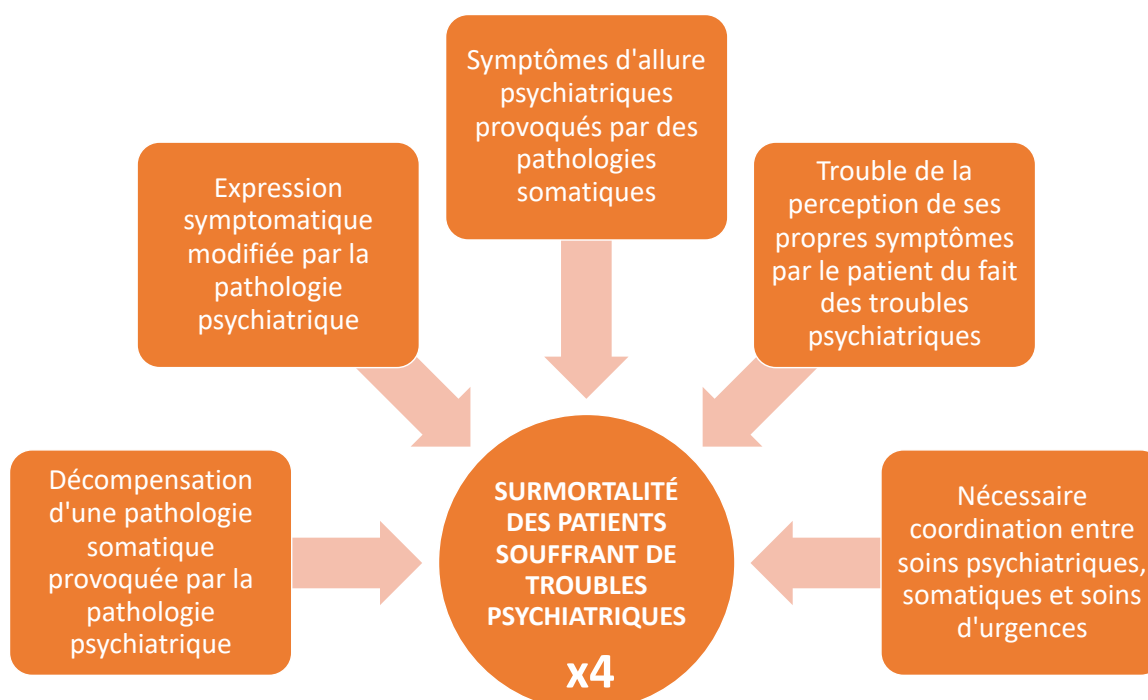 Symptômes d'allure
psychiatriques
provoqués par des
pathologies
somatiques
Expression
symptomatique
modifiée par la
pathologie
psychiatrique
Trouble de la
perception de ses
propres symptômes
par le patient du fait
des troubles
psychiatriques
Décompensation
d'une pathologie
somatique
provoquée par la
pathologie
psychiatrique
SURMORTALITÉ
DES PATIENTS
SOUFFRANT DE
TROUBLES
PSYCHIATRIQUES
x4
Nécessaire
coordination entre
soins psychiatriques,
somatiques et soins
d'urgences